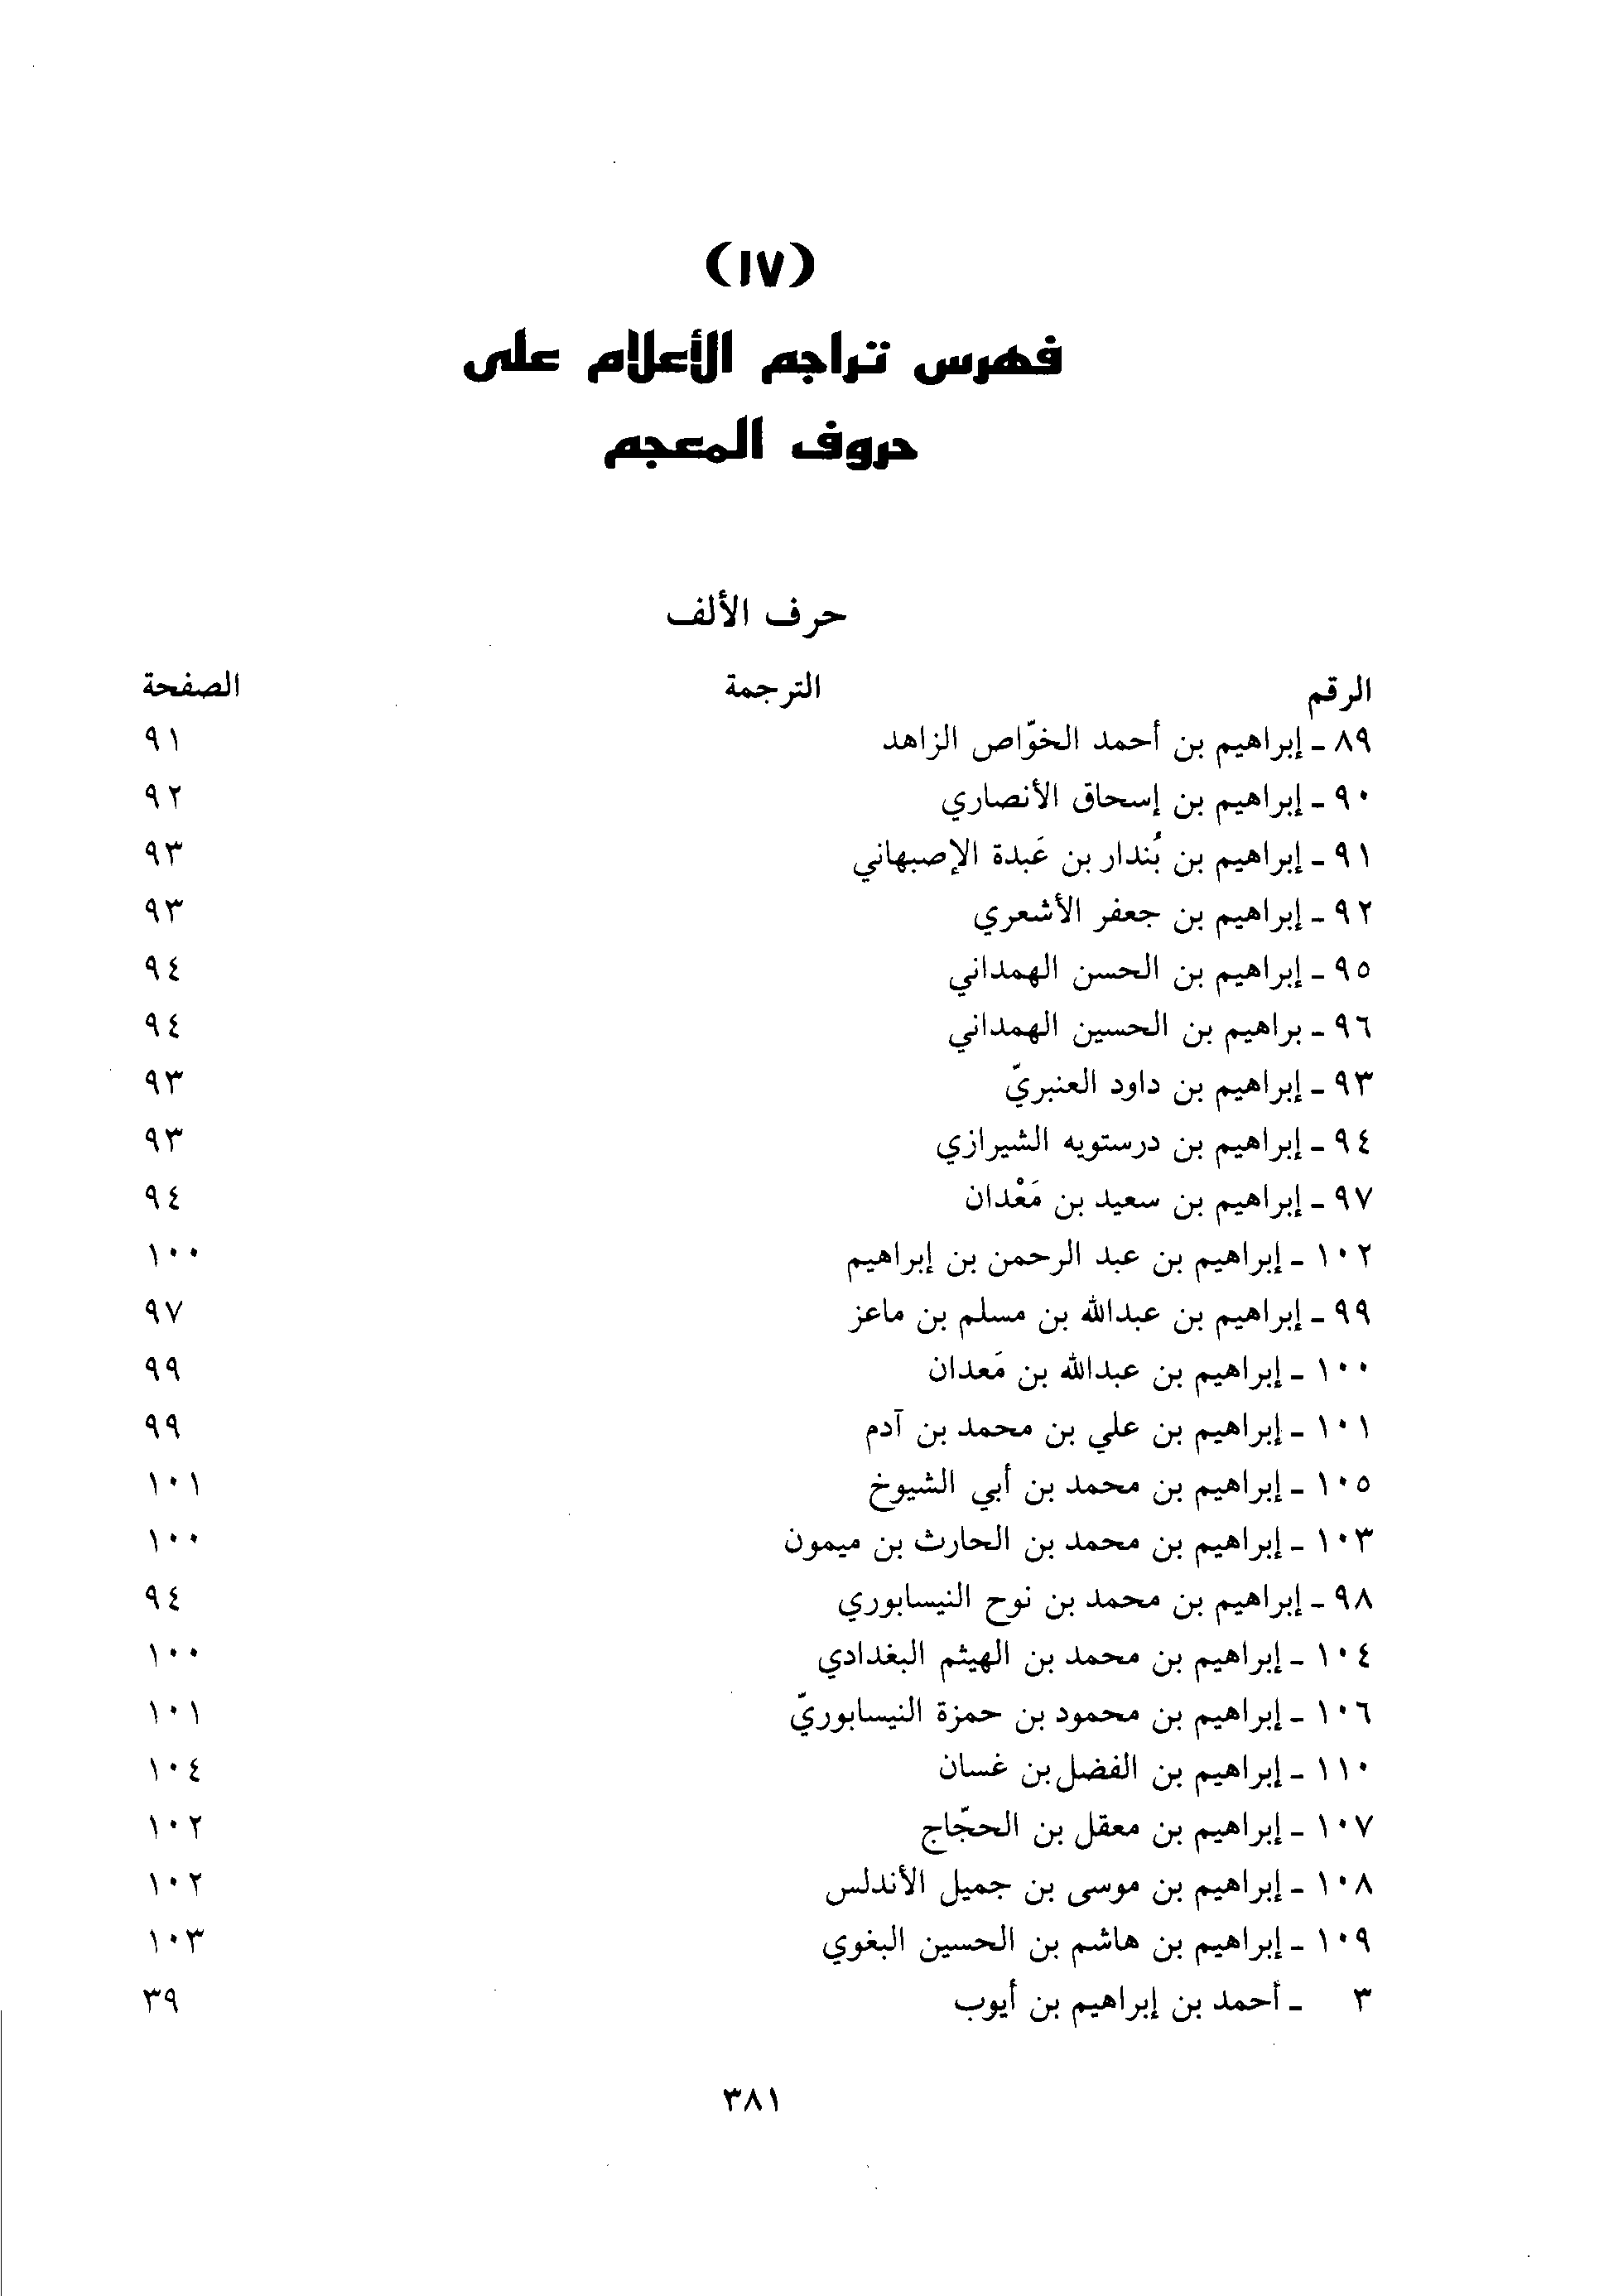 (١٧)
فهرس تراجم الأعلام على
حروف المعجم
حرف الألف
الرقم الترجمة الصفحة
٨٩ - إبراهيم بن أحمد الخوّاص الزاهد ٩١
٩٠ - إبراهيم بن إسحاق الأنصاري ٩٢
٩١ - إبراهيم بن بُندار بن عَبدة الإصبهاني ٩٣
٩٢ - إبراهيم بن جعفر الأشعري ٩٣
٩٥ - إبراهيم بن الحسن الهمداني ٩٤
٩٦ - براهيم بن الحسين الهمداني ٩٤
٩٣ - إبراهيم بن داود العنبريّ ٩٣
٩٤ - إبراهيم بن درستويه الشيرازي ٩٣
٩٧ - إبراهيم بن سعيد بن مَعْدان ٩٤
١٠٢ - إبراهيم بن عبد الرحمن بن إبراهيم ١٠٠
٩٩ - إبراهيم بن عبدالله بن مسلم بن ماعز ٩٧
١٠٠ - إبراهيم بن عبدالله بن مَعدان ٩٩
١٠١ - إبراهيم بن علي بن محمد بن آدم ٩٩
١٠٥ - إبراهيم بن محمد بن أبي الشيوخ ١٠١
١٠٣ - إبراهيم بن محمد بن الحارث بن ميمون ١٠٠
٩٨ - إبراهيم بن محمد بن نوح النيسابوري ٩٤
١٠٤ - إبراهيم بن محمد بن الهيثم البغدادي ١٠٠
١٠٦ - إبراهيم بن محمود بن حمزة النيسابوريّ ١٠١
١١٠ - إبراهيم بن الفضل بن غسان ١٠٤
١٠٧ - إبراهيم بن معقل بن الحجّاج ١٠٢
١٠٨ - إبراهيم بن موسى بن جميل الأندلس ١٠٢
١٠٩ - إبراهيم بن هاشم بن الحسين البغوي ١٠٣
٣ - أحمد بن إبراهيم بن أيوب ٣٩
٣٨١